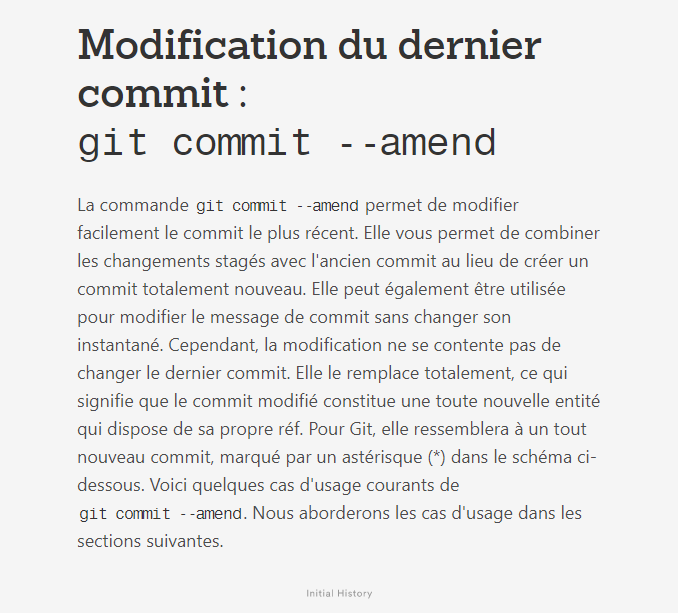 Modification du dernier
commit :
git commit --amend
La commande git commit --amend permet de modifier
facilement le commit le plus récent. Elle vous permet de combiner
les changements stagés avec l'ancien commit au lieu de créer un
commit totalement nouveau. Elle peut également être utilisée
pour modifier le message de commit sans changer son
instantané. Cependant, la modification ne se contente pas de
changer le dernier commit. Elle le remplace totalement, ce qui
signifie que le commit modifié constitue une toute nouvelle entité
qui dispose de sa propre réf. Pour Git, elle ressemblera à un tout
nouveau commit, marqué par un astérisque (*) dans le schéma ci-
dessous. Voici quelques cas d'usage courants de
git commit --amend. Nous aborderons les cas d'usage dans les
sections suivantes.
Initial History